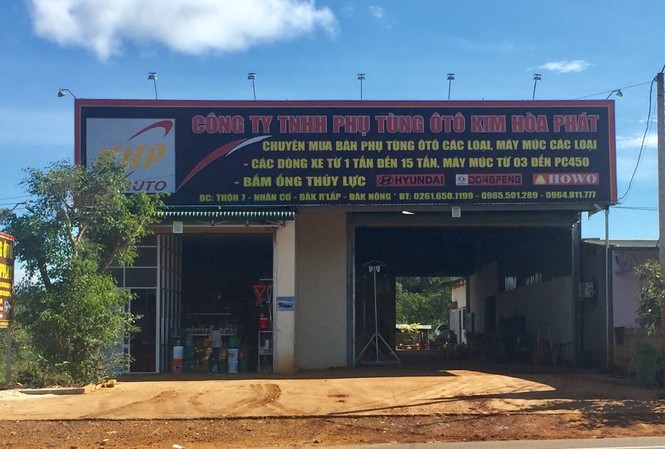 CÔNG TY TNHH PHỤ TÙNG ÔTÔ KIM HÒA PHÁT
KHP
AUTO
CHUYÊN MUA BÁN PHỤ TÙNG ÔTÔ CÁC LOẠI, MÁY MÚC CÁC LOẠI
- CÁC DÒNG XE TỪ 1 TẤN ĐẾN 15 TẤN, MÁY MÚC TỪ 03 ĐẾN PC450
- BẤM ỐNG THỦY LỰC HYUNDAI DONGFENG HOWO
ĐC: THÔN 7 - NHÂN CƠ - ĐĂK R'LẤP - ĐĂK NÔNG * ĐT: 0261.650.1199 - 0965.591.289 - 0964.811.777